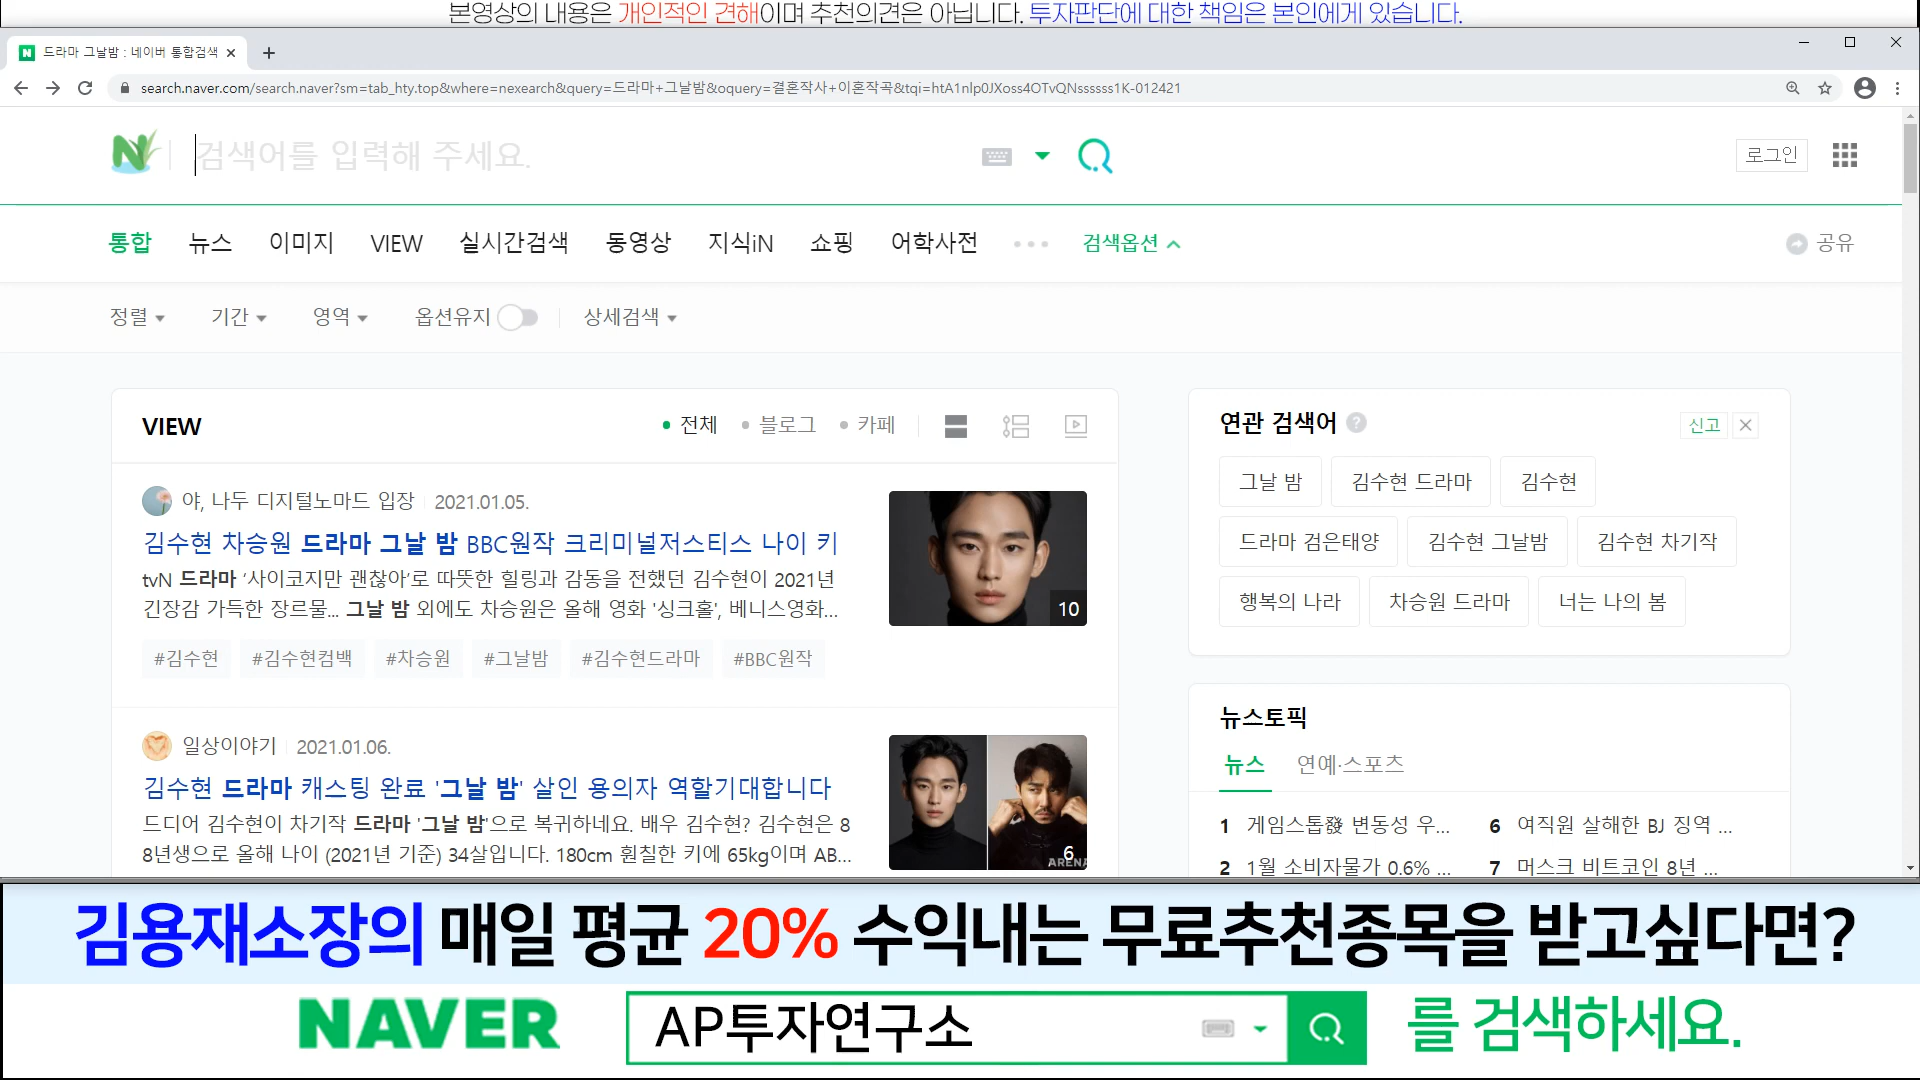 본영상의 내용은 개인적인 견해이며 추천의견은 아닙니다. 투자판단에 대한 책임은 본인에게 있습니다.
드라마 그날밤 : 네이버 통합검색
search.naver.com/search.naver?sm=tab_hty.top&where=nexearch&query=드라마+그날밤&oquery=결혼작사+이혼작곡&tqi=htA1nlp0JXoss4OTvQNssssss1K-012421
검색어를 입력해 주세요.
로그인
통합 뉴스 이미지 VIEW 실시간검색 동영상 지식iN 쇼핑 어학사전 검색옵션 공유
정렬 기간 영역 옵션유지 상세검색
VIEW
전체 블로그 카페
야, 나두 디지털노마드 입장 2021.01.05.
김수현 차승원 드라마 그날 밤 BBC원작 크리미널저스티스 나이 키
tvN 드라마 ‘사이코지만 괜찮아’로 따뜻한 힐링과 감동을 전했던 김수현이 2021년
긴장감 가득한 장르물... 그날 밤 외에도 차승원은 올해 영화 '싱크홀', 베니스영화...
10
#김수현 #김수현컴백 #차승원 #그날밤 #김수현드라마 #BBC원작
일상이야기 2021.01.06.
김수현 드라마 캐스팅 완료 '그날 밤' 살인 용의자 역할기대합니다
드디어 김수현이 차기작 드라마 '그날 밤'으로 복귀하네요. 배우 김수현? 김수현은 8
8년생으로 올해 나이 (2021년 기준) 34살입니다. 180cm 훤칠한 키에 65kg이며 AB...
ARENA
6
연관 검색어 ?
신고
그날 밤 김수현 드라마 김수현
드라마 검은태양 김수현 그날밤 김수현 차기작
행복의 나라 차승원 드라마 너는 나의 봄
뉴스토픽
뉴스 연예·스포츠
1 게임스톱發 변동성 우... 6 여직원 살해한 BJ 징역 ...
2 1월 소비자물가 0.6% ... 7 머스크 비트코인 8년 ...
김용재소장의 매일 평균 20% 수익내는 무료추천종목을 받고싶다면?
NAVER AP투자연구소 를 검색하세요.